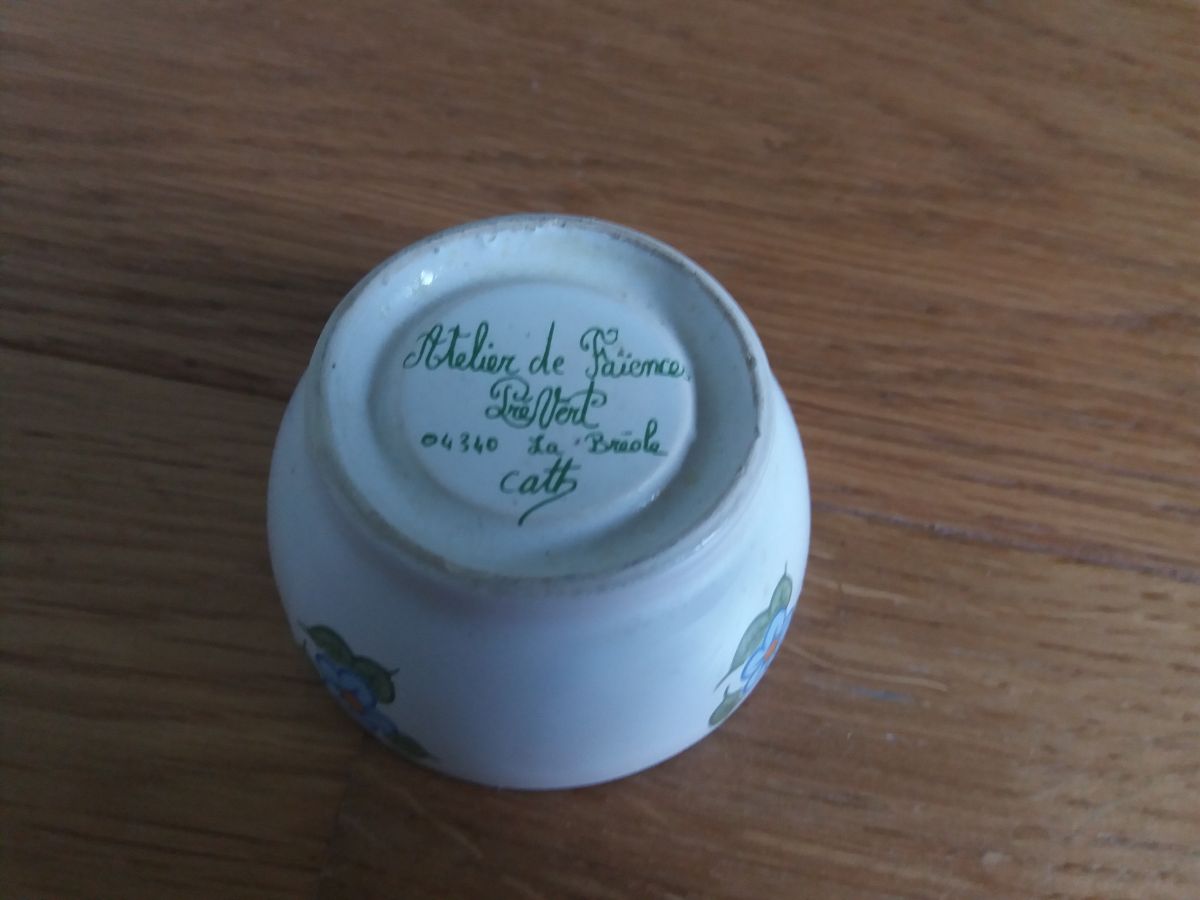 Atelier de Faïence
Pré Vert
04340 La Bréole
cath